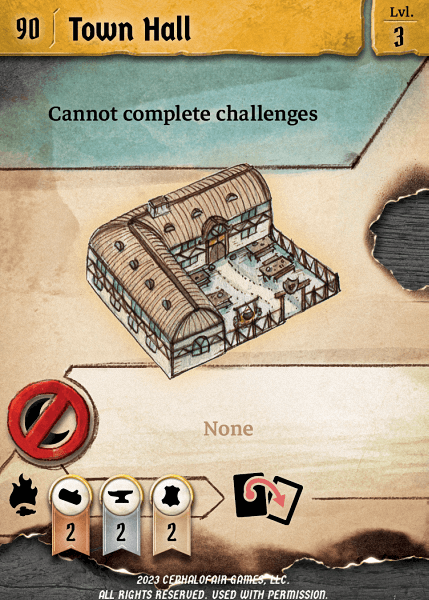 90 Town Hall
Lvl.
3
Cannot complete challenges
None
2 2 2
2023 CEPHALOFAIR GAMES, LLC.
ALL RIGHTS RESERVED. USED WITH PERMISSION.